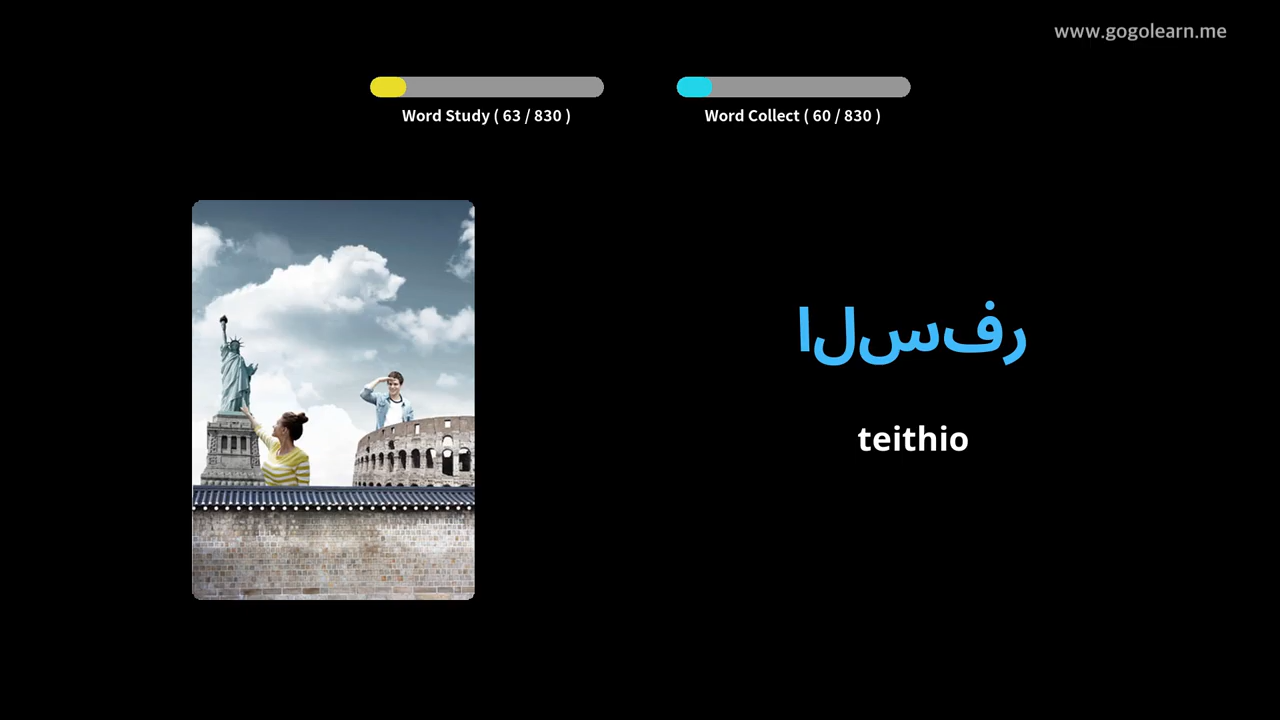 www.gogolearn.me
Word Study ( 63 / 830 )
Word Collect ( 60 / 830 )
السفر
teithio